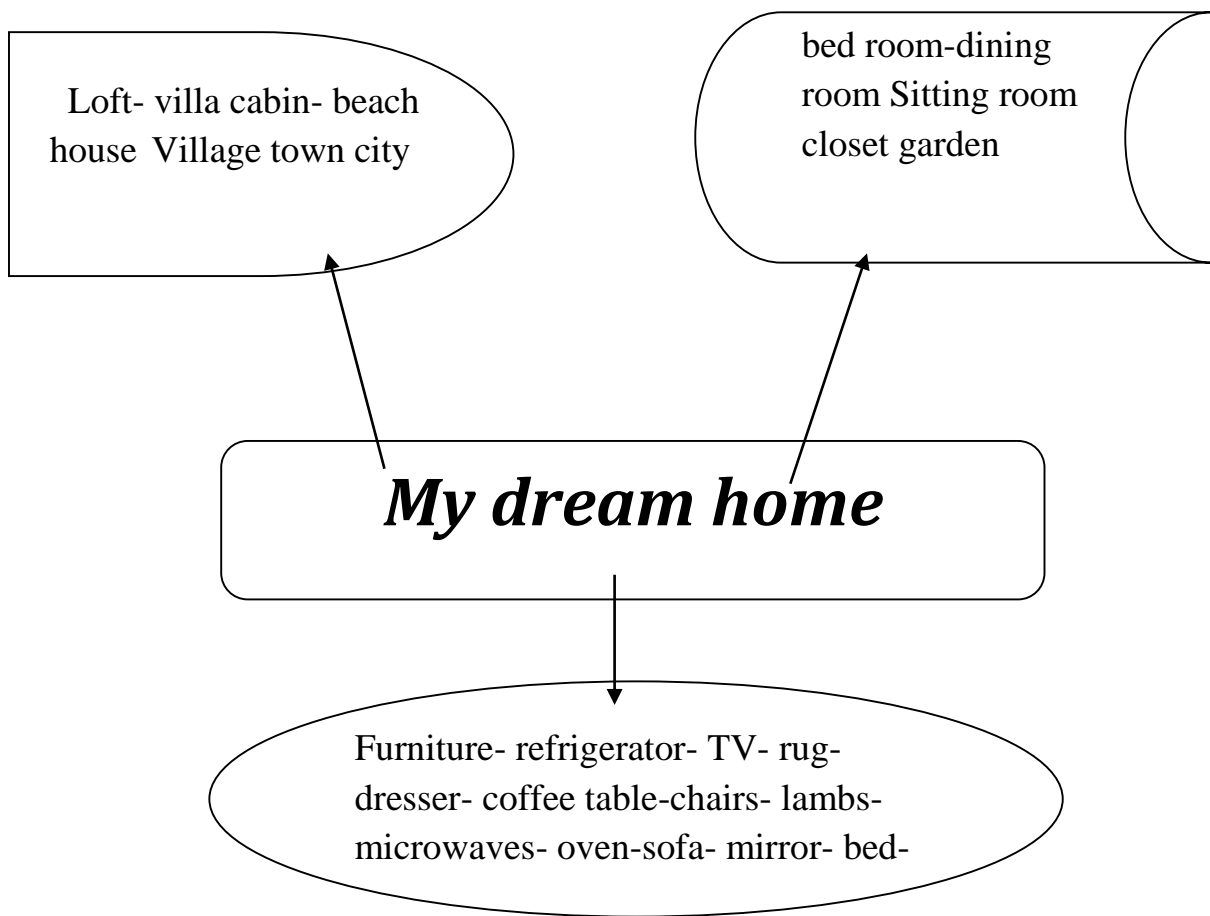 Loft- villa cabin- beach
house Village town city
bed room-dining
room Sitting room
closet garden
My dream home
Furniture- refrigerator- TV- rug-
dresser- coffee table-chairs- lambs-
microwaves- oven-sofa- mirror- bed-